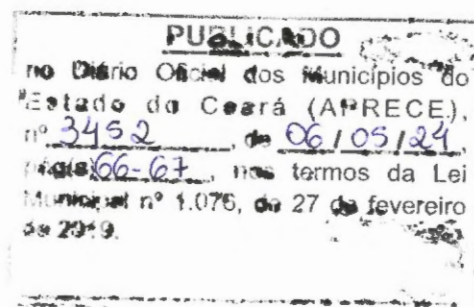 PUBLICADO
no Diário Oficial dos Municípios do
Estado do Ceará (APRECE),
nº 3452, de 06/05/24,
págs. 66-67, nos termos da Lei
Municipal nº 1.076, de 27 de fevereiro
de 2019.